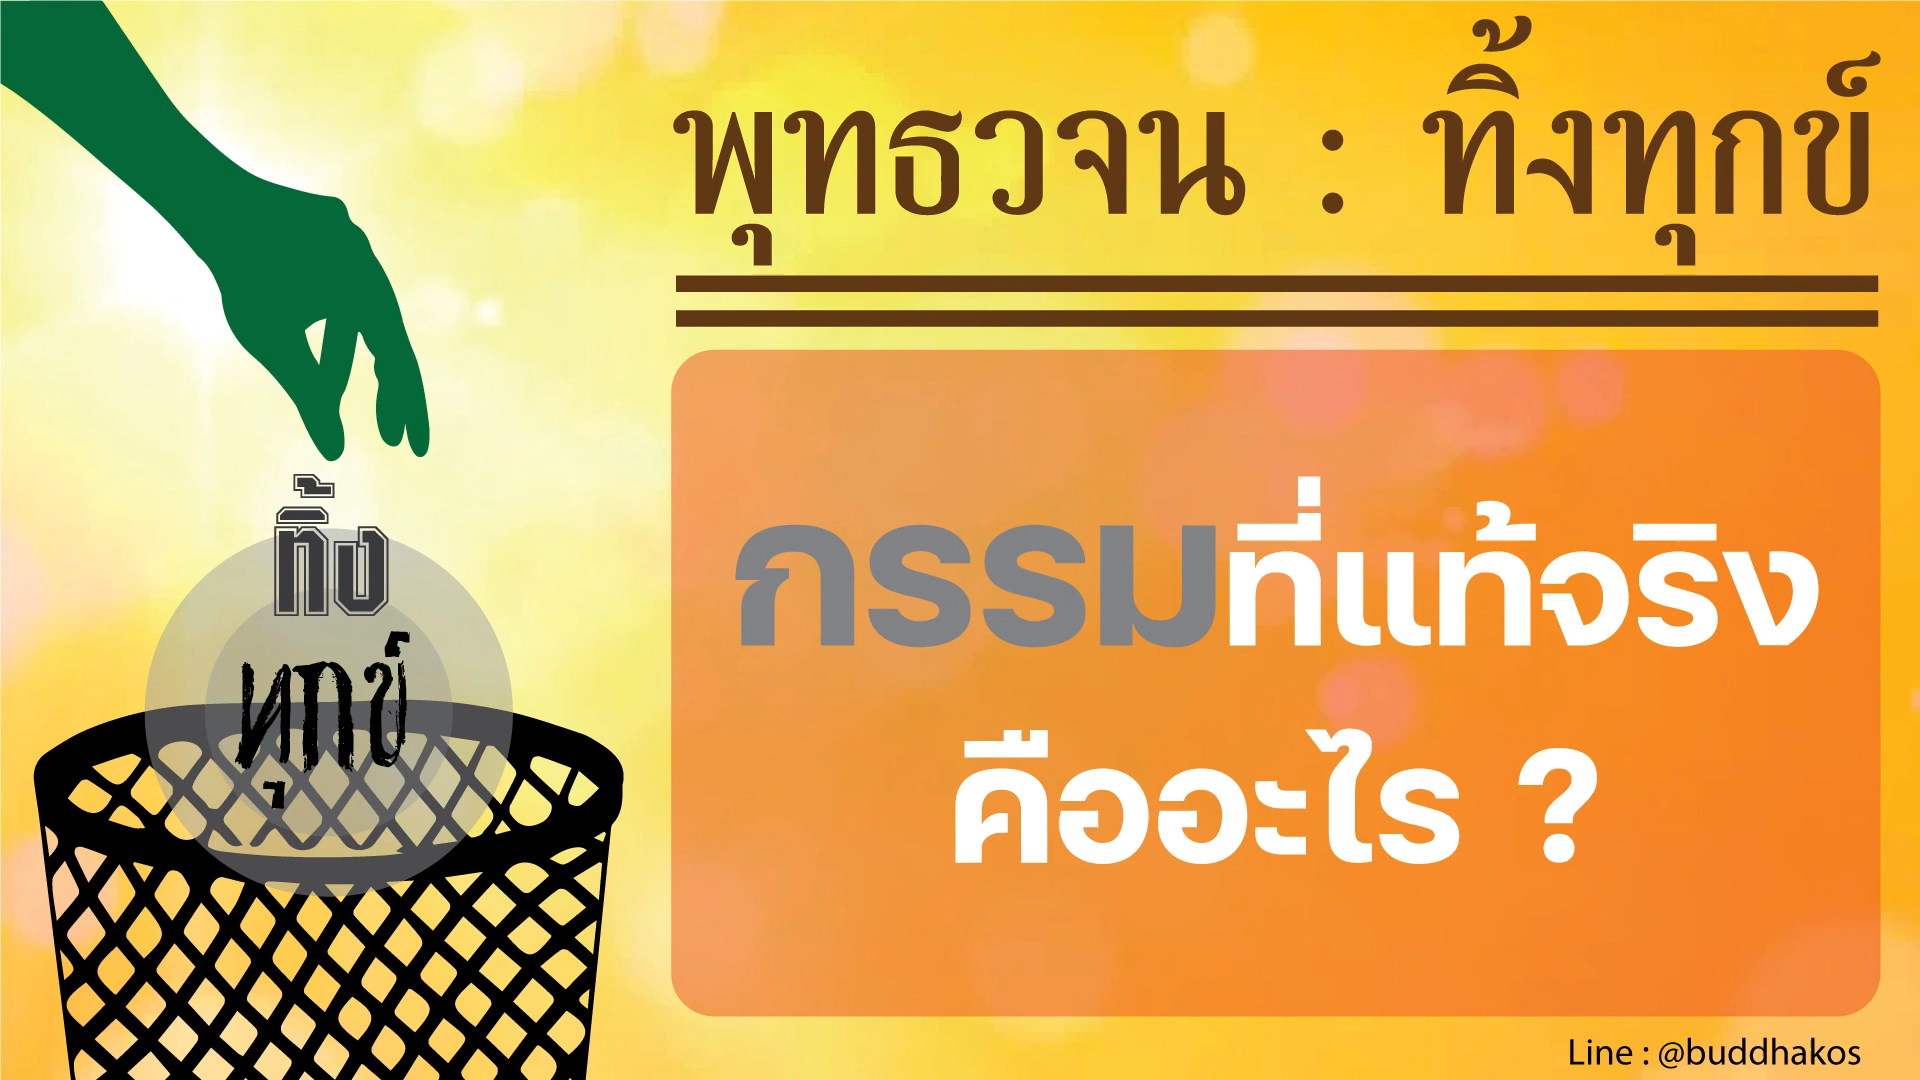 พุทธวจน : ทิ้งทุกข์
ทิ้ง
ทุกข์
กรรมที่แท้จริง
คืออะไร ?
Line : @buddhakos